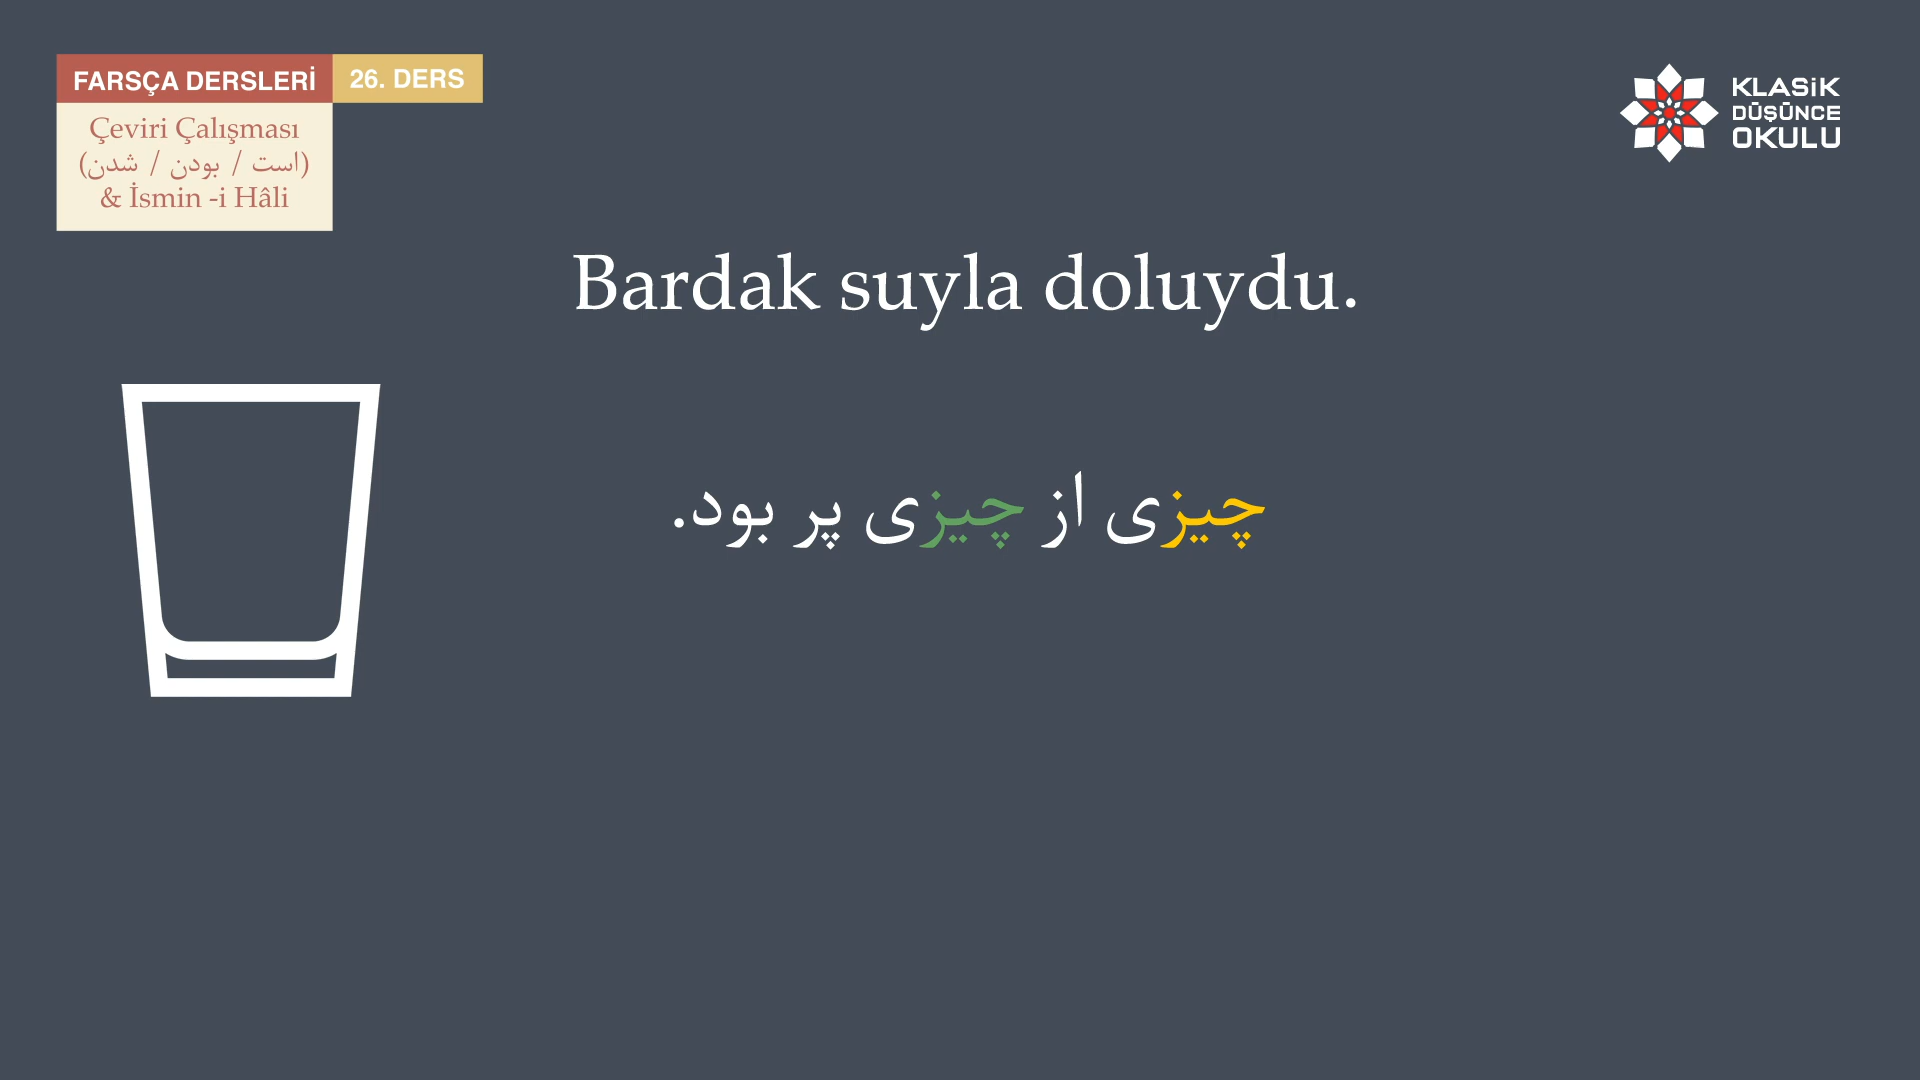 FARSÇA DERSLERİ
26. DERS
Çeviri Çalışması
(است / بودن / شدن)
& İsmin -i Hâli
KLASiK
DÜŞÜNCE
OKULU
Bardak suyla doluydu.
چیزی از چیزی پر بود.